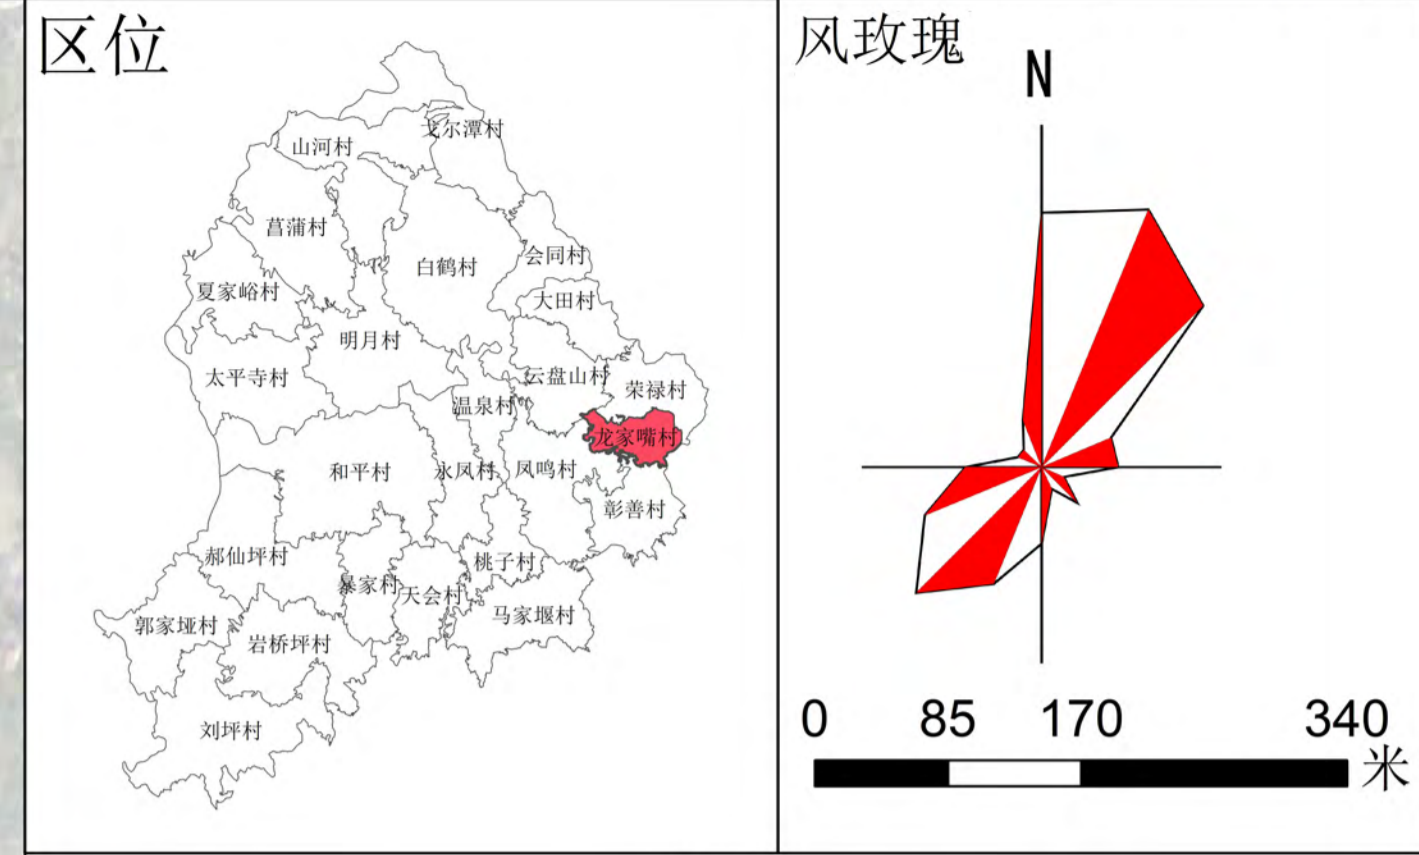 区位
戈尔潭村
山河村
菖蒲村
会同村
白鹤村
夏家峪村
大田村
明月村
太平寺村
云盘山村
荣禄村
温泉村
龙家嘴村
和平村
永凤村
凤鸣村
彰善村
郝仙坪村
桃子村
暴家村
天会村
马家堰村
郭家垭村
岩桥坪村
刘坪村
风玫瑰
N
0 85 170 340
米